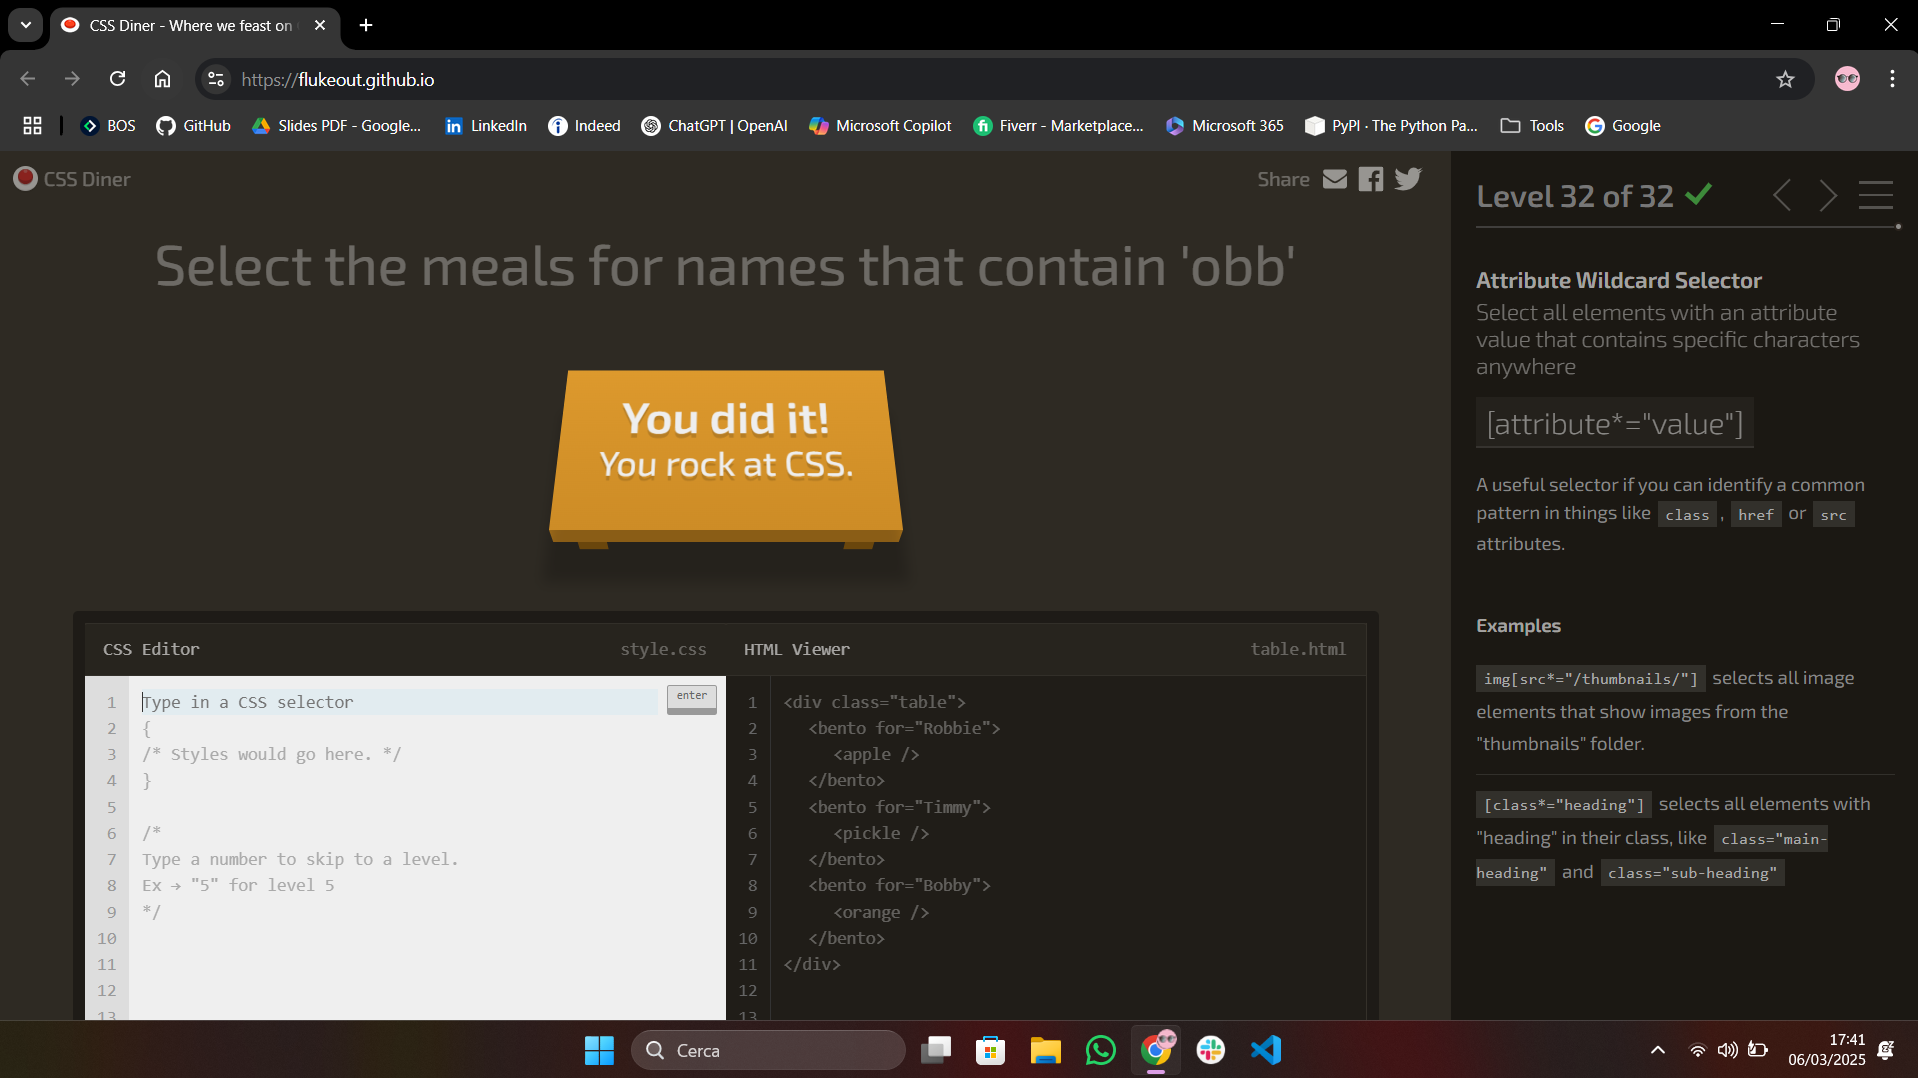 CSS Diner - Where we feast on
https://flukeout.github.io
BOS
GitHub
Slides PDF - Google...
LinkedIn
Indeed
ChatGPT | OpenAI
Microsoft Copilot
Fiverr - Marketplace...
Microsoft 365
PyPI · The Python Pa...
Tools
Google
CSS Diner
Share
Select the meals for names that contain 'obb'
You did it!
You rock at CSS.
CSS Editor
style.css
1 Type in a CSS selector
enter
2 {
3 /* Styles would go here. */
4 }
5
6 /*
7 Type a number to skip to a level.
8 Ex → "5" for level 5
9 */
10
11
12
13
HTML Viewer
table.html
1 <div class="table">
2 <bento for="Robbie">
3 <apple />
4 </bento>
5 <bento for="Timmy">
6 <pickle />
7 </bento>
8 <bento for="Bobby">
9 <orange />
10 </bento>
11 </div>
12
13
Level 32 of 32
Attribute Wildcard Selector
Select all elements with an attribute
value that contains specific characters
anywhere
[attribute*="value"]
A useful selector if you can identify a common
pattern in things like class , href or src
attributes.
Examples
img[src*="/thumbnails/"] selects all image
elements that show images from the
"thumbnails" folder.
[class*="heading"] selects all elements with
"heading" in their class, like class="main-
heading" and class="sub-heading"
Cerca
17:41
06/03/2025